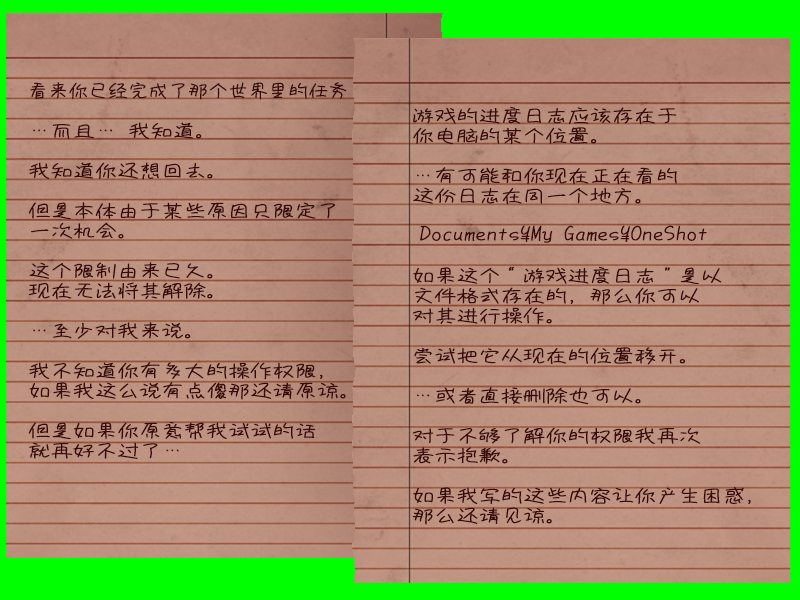 看来你已经完成了那个世界里的任务
…而且… 我知道。
我知道你还想回去。
但是本体由于某些原因只限定了
一次机会。
这个限制由来已久。
现在无法将其解除。
…至少对我来说。
我不知道你有多大的操作权限，
如果我这么说有点傻那还请原谅。
但是如果你原意帮我试试的话
就再好不过了…
游戏的进度日志应该存在于
你电脑的某个位置。
…有可能和你现在正在看的
这份日志在同一个地方。
Documents¥My Games¥OneShot
如果这个“游戏进度日志”是以
文件格式存在的，那么你可以
对其进行操作。
尝试把它从现在的位置移开。
…或者直接删除也可以。
对于不够了解你的权限我再次
表示抱歉。
如果我写的这些内容让你产生困惑，
那么还请见谅。